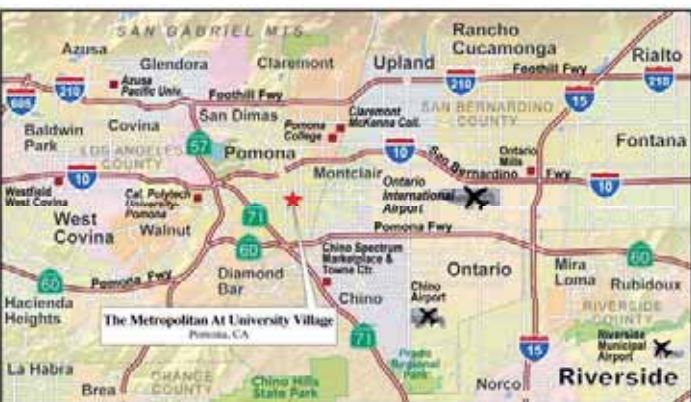 SAN GABRIEL MTS.
Azusa
Glendora
Claremont
Upland
Rancho
Cucamonga
Rialto
Foothill Fwy
210
605
210
Azusa
Pacific Univ.
Foothill Fwy
210
15
San Dimas
Claremont
McKenna Coll.
Pomona
College
SAN BERNARDINO
COUNTY
Baldwin
Park
Covina
LOS ANGELES
COUNTY
57
Pomona
Montclair
10
San Bernardino
Fwy
Ontario
Mills
Fontana
10
Westfield
West Covina
10
Cal. Polytech
University-
Pomona
Ontario
International
Airport
West
Covina
Walnut
71
60
Pomona Fwy
Chino Spectrum
Marketplace &
Towne Ctr.
Ontario
Mira
Loma
60
Rubidoux
60
Pomona Fwy
Diamond
Bar
Hacienda
Heights
Chino
Chino
Airport
RIVERSIDE
COUNTY
The Metropolitan At University Village
Pomona, CA
71
Riverside
Municipal
Airport
15
Riverside
La Habra
Brea
ORANGE
COUNTY
Chino Hills
State Park
Prado
Regional
Park
Norco